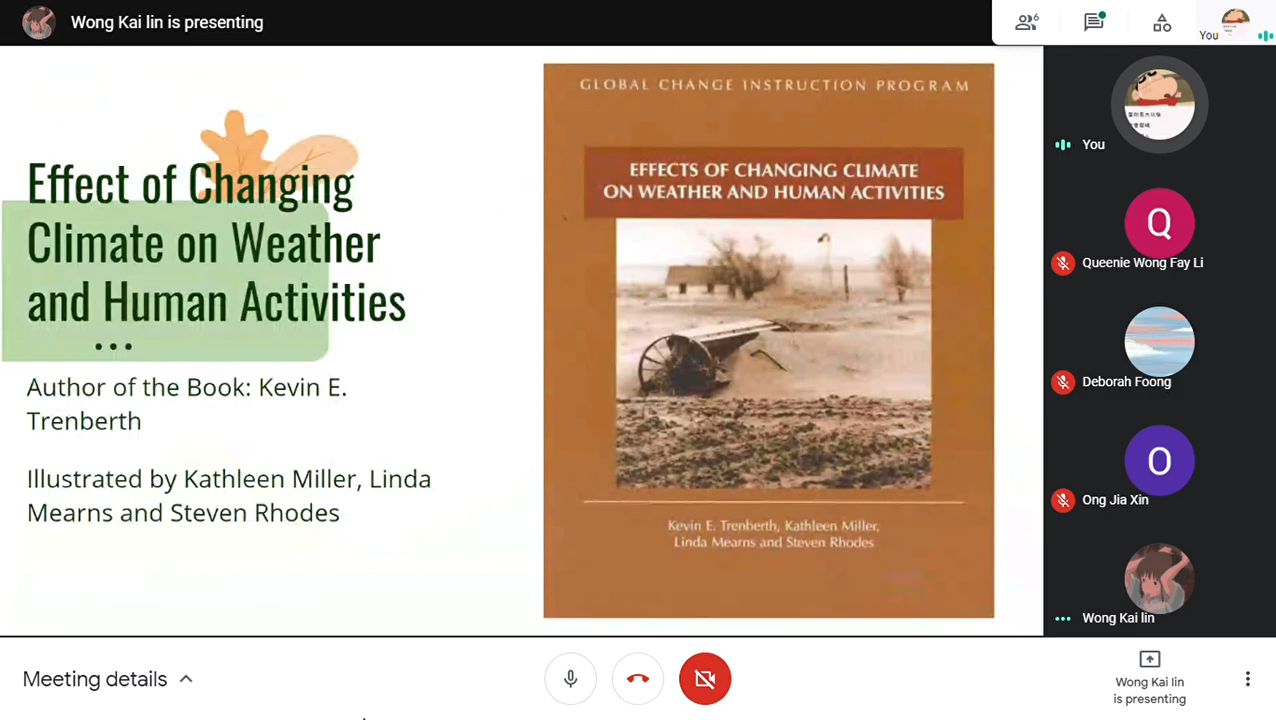 Wong Kai lin is presenting
6
You
Effect of Changing
Climate on Weather
and Human Activities
Author of the Book: Kevin E.
Trenberth
Illustrated by Kathleen Miller, Linda
Mearns and Steven Rhodes
GLOBAL CHANGE INSTRUCTION PROGRAM
EFFECTS OF CHANGING CLIMATE
ON WEATHER AND HUMAN ACTIVITIES
Kevin E. Trenberth, Kathleen Miller,
Linda Mearns and Steven Rhodes
You
Q
Queenie Wong Fay Li
Deborah Foong
O
Ong Jia Xin
Wong Kai lin
Meeting details
Wong Kai lin
is presenting